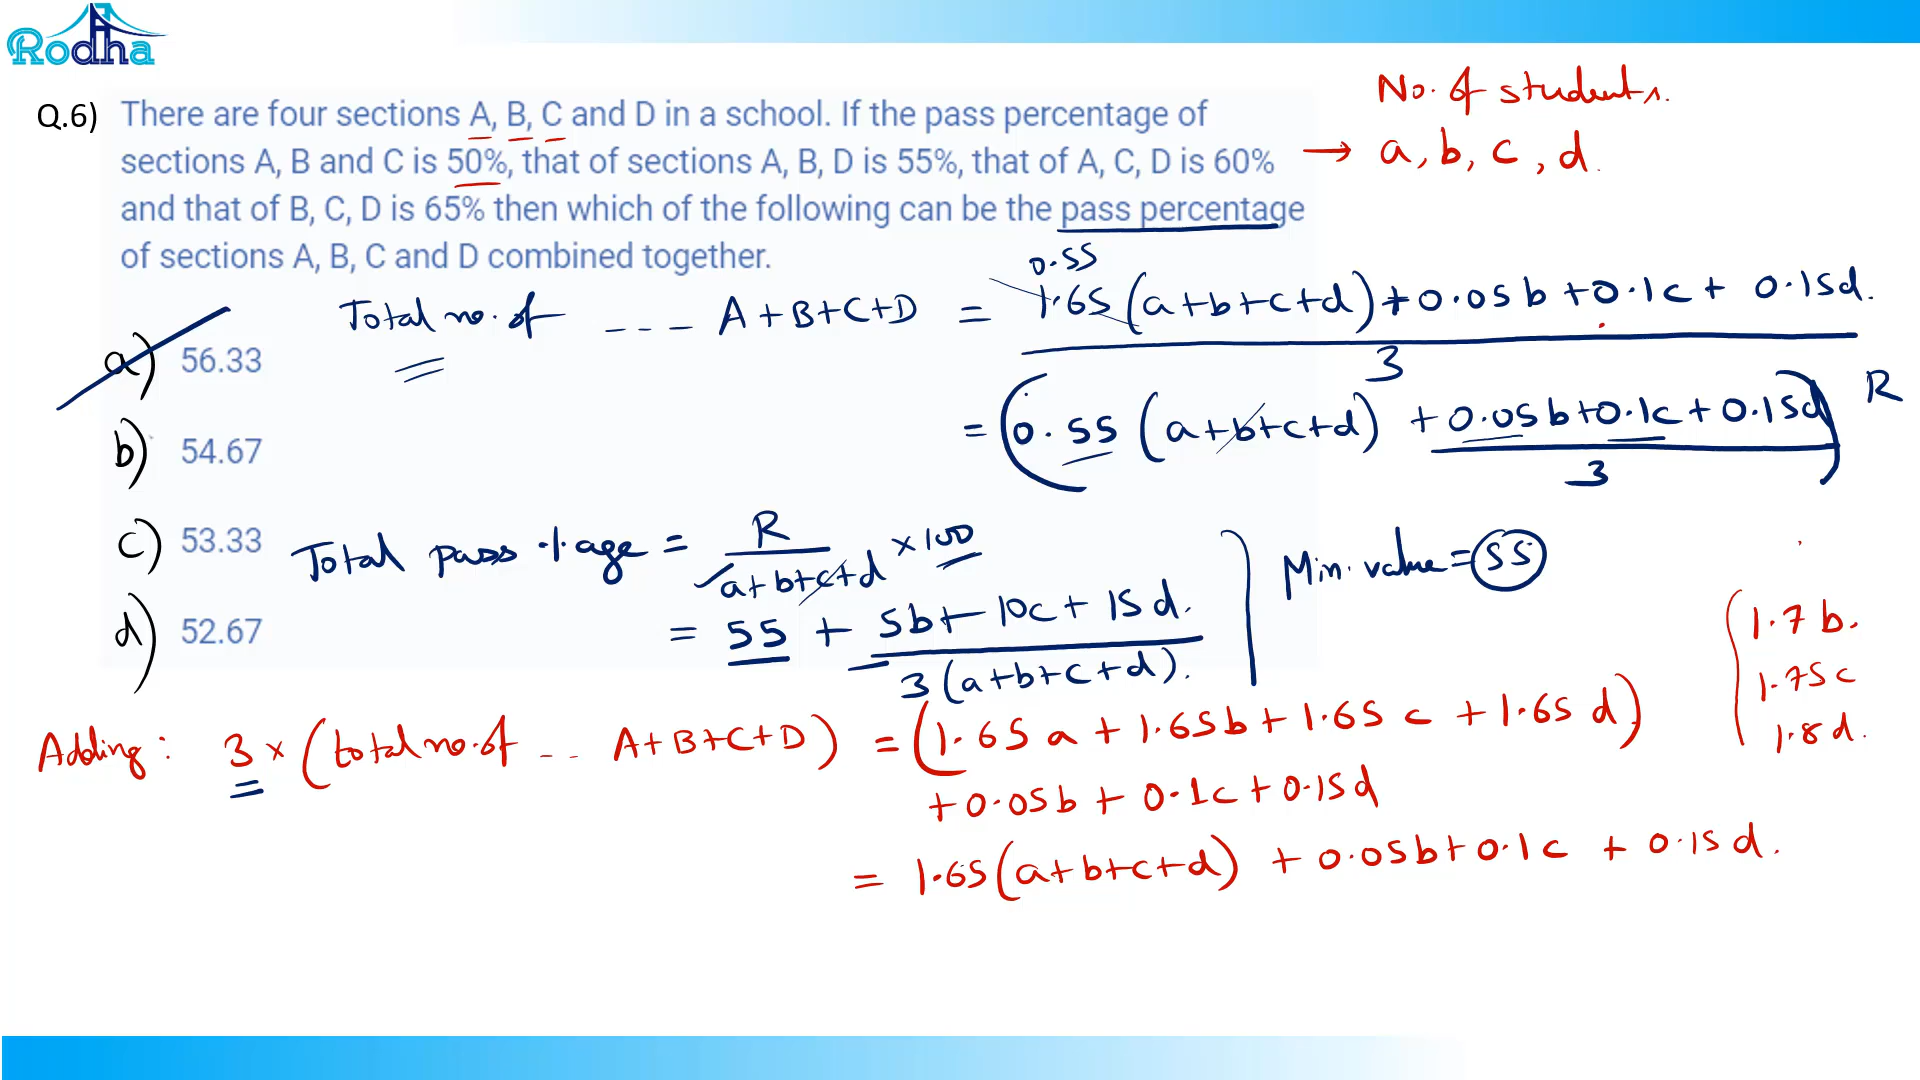 Rodha
No. of students.
→ a, b, c, d.
Q.6) There are four sections A, B, C and D in a school. If the pass percentage of
sections A, B and C is 50%, that of sections A, B, D is 55%, that of A, C, D is 60%
and that of B, C, D is 65% then which of the following can be the pass percentage
of sections A, B, C and D combined together.
0.55
Total no. of ---- A+B+C+D = 1.65 (a+b+c+d)+0.05b+0.1c+ 0.15d.
3
a) 56.33
= (0.55 (a+b+c+d) + 0.05b+0.1c+0.15d) R
3
b) 54.67
c) 53.33
Total pass %age = R × 100
a+b+c+d
Min. value = 55
= 55 + 5b+10c+15d.
3(a+b+c+d).
d) 52.67
1.7b.
1.75c
1.8d.
Adding: 3 × (total no. of -- A+B+C+D) = (1.65a + 1.65b+1.65c + 1.65d)
+0.05b + 0.1c + 0.15d
= 1.65(a+b+c+d) + 0.05b+0.1c + 0.15d.